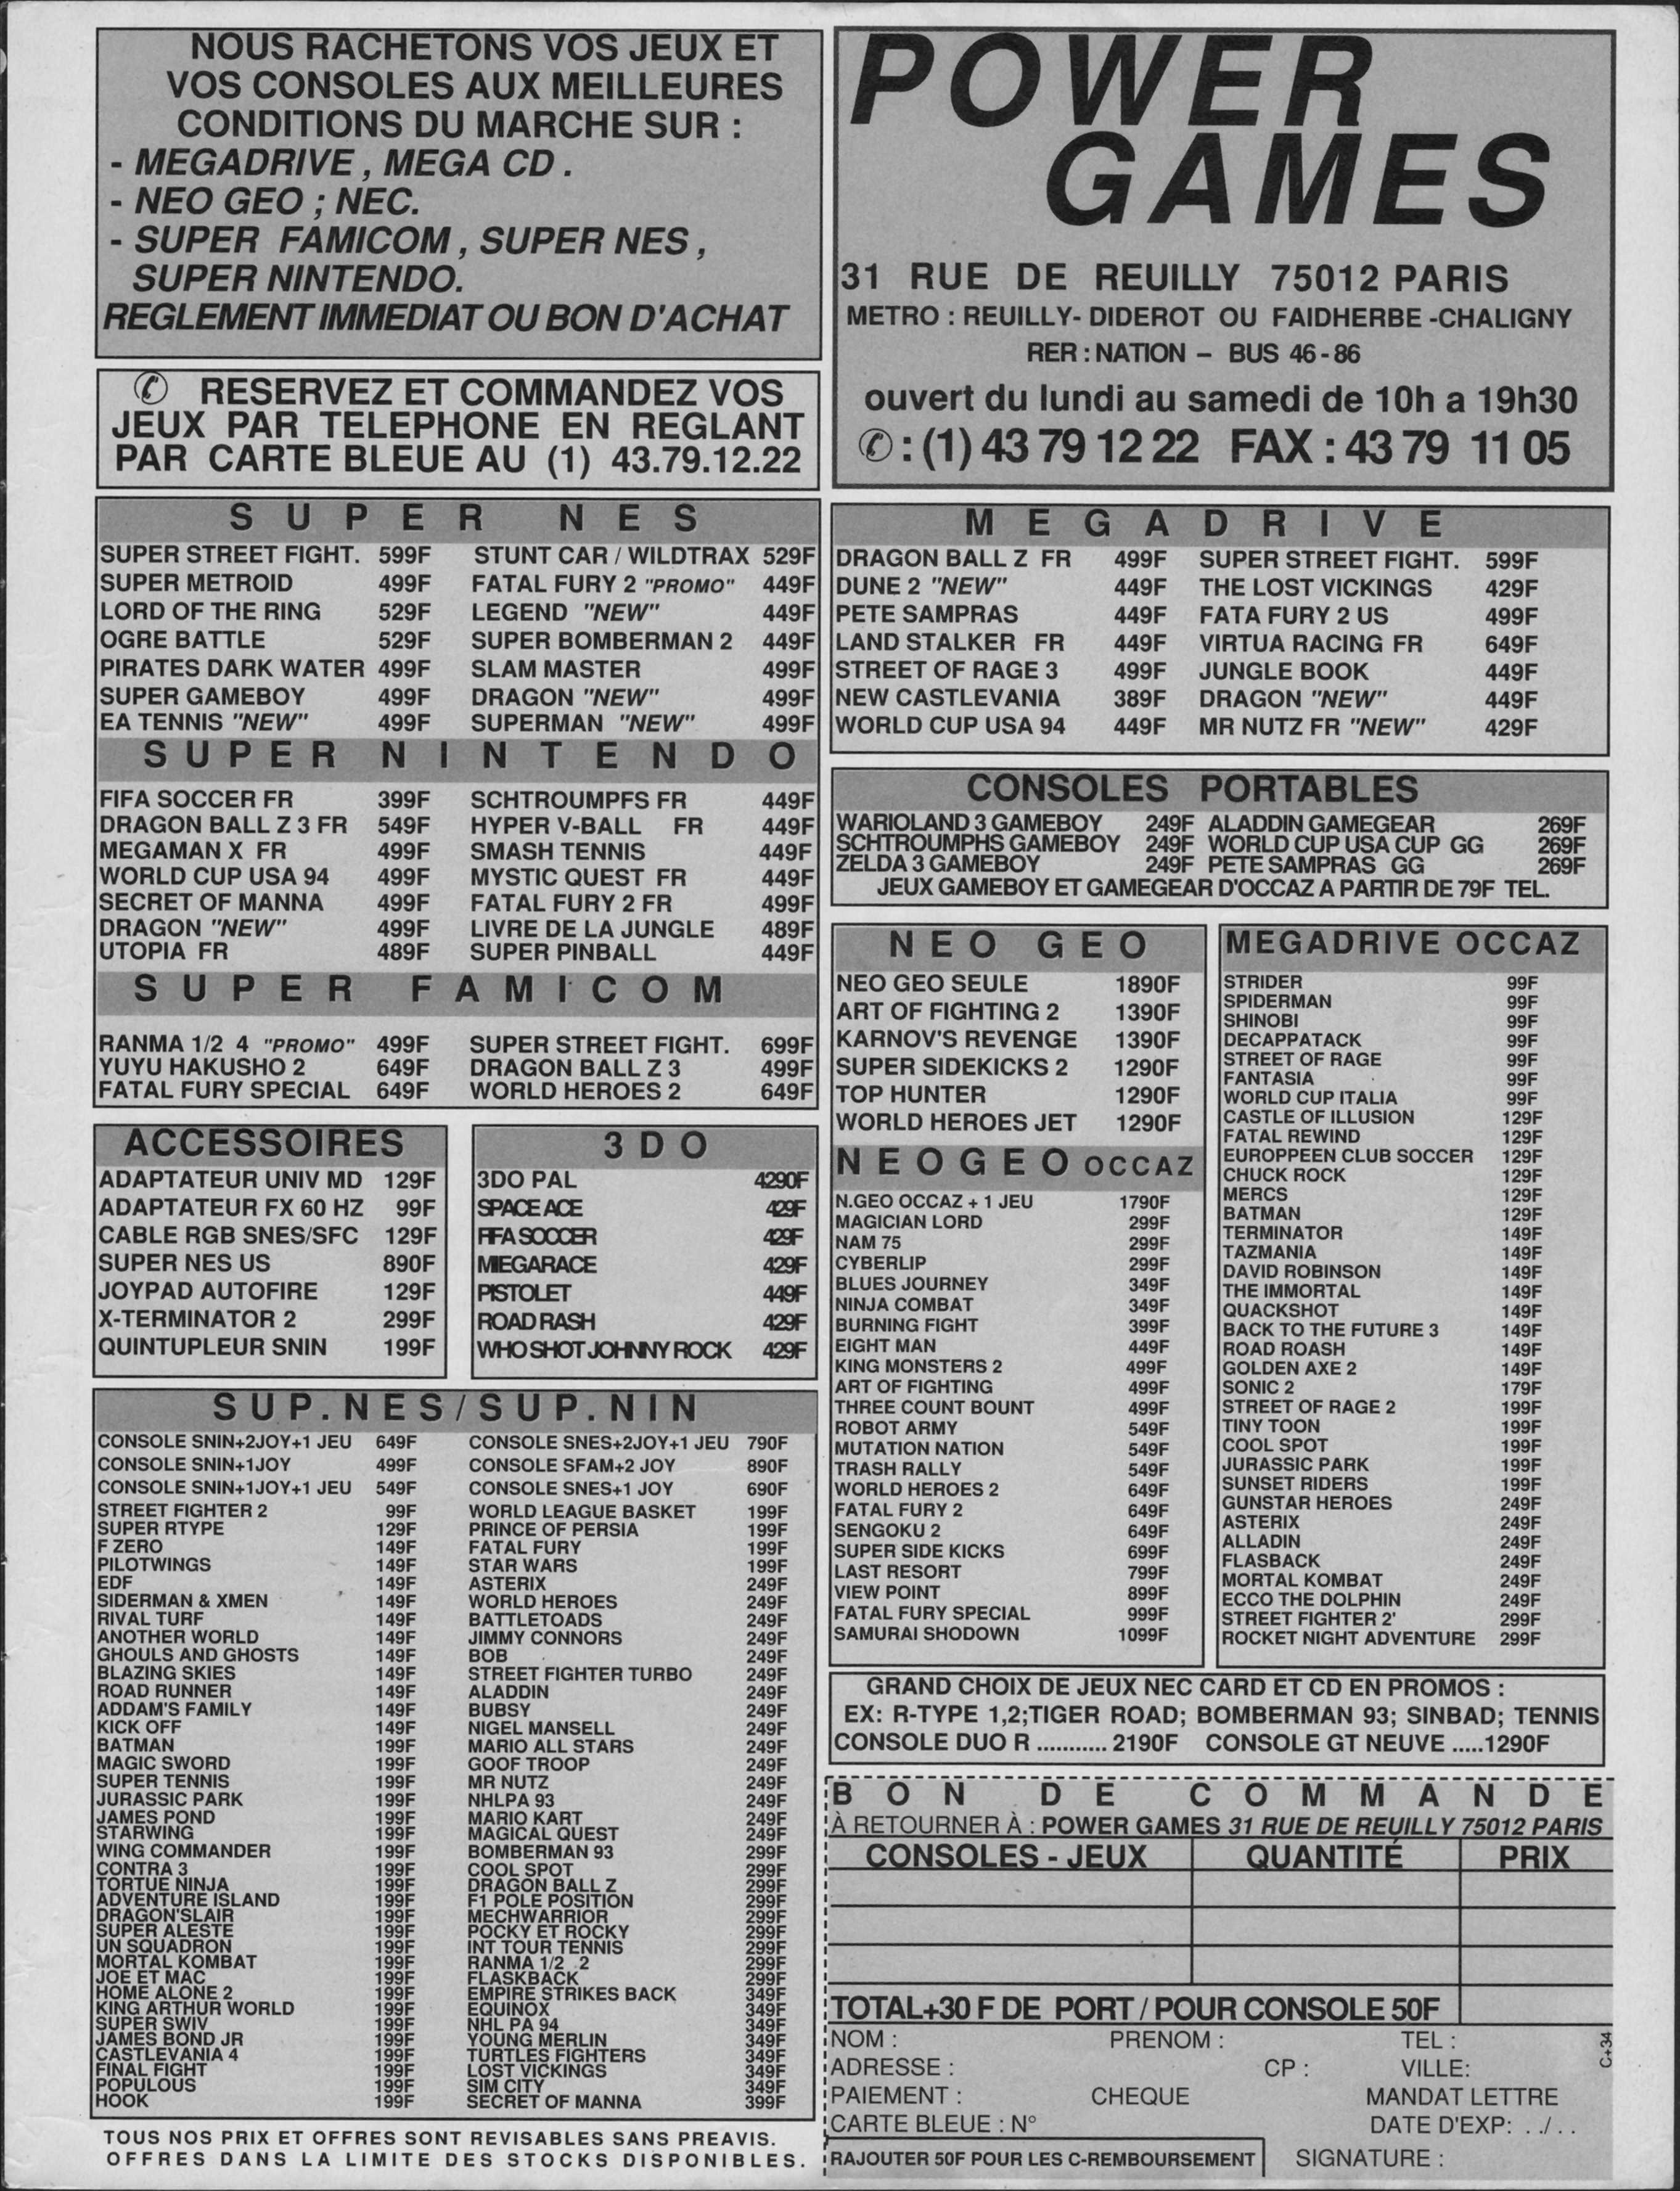 NOUS RACHETONS VOS JEUX ET
VOS CONSOLES AUX MEILLEURES
CONDITIONS DU MARCHE SUR :
- MEGADRIVE , MEGA CD .
- NEO GEO ; NEC.
- SUPER FAMICOM , SUPER NES ,
SUPER NINTENDO.
REGLEMENT IMMEDIAT OU BON D'ACHAT
✆ RESERVEZ ET COMMANDEZ VOS
JEUX PAR TELEPHONE EN REGLANT
PAR CARTE BLEUE AU (1) 43.79.12.22
POWER
GAMES
31 RUE DE REUILLY 75012 PARIS
METRO : REUILLY- DIDEROT OU FAIDHERBE -CHALIGNY
RER : NATION – BUS 46 - 86
ouvert du lundi au samedi de 10h a 19h30
✆ : (1) 43 79 12 22 FAX : 43 79 11 05
SUPER NES
SUPER STREET FIGHT. 599F STUNT CAR / WILDTRAX 529F
SUPER METROID 499F FATAL FURY 2 "PROMO" 449F
LORD OF THE RING 529F LEGEND "NEW" 449F
OGRE BATTLE 529F SUPER BOMBERMAN 2 449F
PIRATES DARK WATER 499F SLAM MASTER 499F
SUPER GAMEBOY 499F DRAGON "NEW" 499F
EA TENNIS "NEW" 499F SUPERMAN "NEW" 499F
SUPER NINTENDO
FIFA SOCCER FR 399F SCHTROUMPFS FR 449F
DRAGON BALL Z 3 FR 549F HYPER V-BALL FR 449F
MEGAMAN X FR 499F SMASH TENNIS 449F
WORLD CUP USA 94 499F MYSTIC QUEST FR 449F
SECRET OF MANNA 499F FATAL FURY 2 FR 499F
DRAGON "NEW" 499F LIVRE DE LA JUNGLE 489F
UTOPIA FR 489F SUPER PINBALL 449F
SUPER FAMICOM
RANMA 1/2 4 "PROMO" 499F SUPER STREET FIGHT. 699F
YUYU HAKUSHO 2 649F DRAGON BALL Z 3 499F
FATAL FURY SPECIAL 649F WORLD HEROES 2 649F
ACCESSOIRES
ADAPTATEUR UNIV MD 129F
ADAPTATEUR FX 60 HZ 99F
CABLE RGB SNES/SFC 129F
SUPER NES US 890F
JOYPAD AUTOFIRE 129F
X-TERMINATOR 2 299F
QUINTUPLEUR SNIN 199F
3 D O
3DO PAL 4290F
SPACE ACE 429F
FIFA SOCCER 429F
MEGARACE 429F
PISTOLET 449F
ROAD RASH 429F
WHO SHOT JOHNNY ROCK 429F
SUP.NES/SUP.NIN
CONSOLE SNIN+2JOY+1 JEU 649F CONSOLE SNES+2JOY+1 JEU 790F
CONSOLE SNIN+1JOY 499F CONSOLE SFAM+2 JOY 890F
CONSOLE SNIN+1JOY+1 JEU 549F CONSOLE SNES+1 JOY 690F
STREET FIGHTER 2 99F WORLD LEAGUE BASKET 199F
SUPER RTYPE 129F PRINCE OF PERSIA 199F
F ZERO 149F FATAL FURY 199F
PILOTWINGS 149F STAR WARS 199F
EDF 149F ASTERIX 249F
SIDERMAN & XMEN 149F WORLD HEROES 249F
RIVAL TURF 149F BATTLETOADS 249F
ANOTHER WORLD 149F JIMMY CONNORS 249F
GHOULS AND GHOSTS 149F BOB 249F
BLAZING SKIES 149F STREET FIGHTER TURBO 249F
ROAD RUNNER 149F ALADDIN 249F
ADDAM'S FAMILY 149F BUBSY 249F
KICK OFF 149F NIGEL MANSELL 249F
BATMAN 199F MARIO ALL STARS 249F
MAGIC SWORD 199F GOOF TROOP 249F
SUPER TENNIS 199F MR NUTZ 249F
JURASSIC PARK 199F NHLPA 93 249F
JAMES POND 199F MARIO KART 249F
STARWING 199F MAGICAL QUEST 249F
WING COMMANDER 199F BOMBERMAN 93 299F
CONTRA 3 199F COOL SPOT 299F
TORTUE NINJA 199F DRAGON BALL Z 299F
ADVENTURE ISLAND 199F F1 POLE POSITION 299F
DRAGON'SLAIR 199F MECHWARRIOR 299F
SUPER ALESTE 199F POCKY ET ROCKY 299F
UN SQUADRON 199F INT TOUR TENNIS 299F
MORTAL KOMBAT 199F RANMA 1/2 2 299F
JOE ET MAC 199F FLASKBACK 299F
HOME ALONE 2 199F EMPIRE STRIKES BACK 349F
KING ARTHUR WORLD 199F EQUINOX 349F
SUPER SWIV 199F NHL PA 94 349F
JAMES BOND JR 199F YOUNG MERLIN 349F
CASTLEVANIA 4 199F TURTLES FIGHTERS 349F
FINAL FIGHT 199F LOST VICKINGS 349F
POPULOUS 199F SIM CITY 349F
HOOK 199F SECRET OF MANNA 399F
TOUS NOS PRIX ET OFFRES SONT REVISABLES SANS PREAVIS.
OFFRES DANS LA LIMITE DES STOCKS DISPONIBLES.
MEGADRIVE
DRAGON BALL Z FR 499F SUPER STREET FIGHT. 599F
DUNE 2 "NEW" 449F THE LOST VICKINGS 429F
PETE SAMPRAS 449F FATA FURY 2 US 499F
LAND STALKER FR 449F VIRTUA RACING FR 649F
STREET OF RAGE 3 499F JUNGLE BOOK 449F
NEW CASTLEVANIA 389F DRAGON "NEW" 449F
WORLD CUP USA 94 449F MR NUTZ FR "NEW" 429F
CONSOLES PORTABLES
WARIOLAND 3 GAMEBOY 249F ALADDIN GAMEGEAR 269F
SCHTROUMPHS GAMEBOY 249F WORLD CUP USA CUP GG 269F
ZELDA 3 GAMEBOY 249F PETE SAMPRAS GG 269F
JEUX GAMEBOY ET GAMEGEAR D'OCCAZ A PARTIR DE 79F TEL.
NEO GEO
NEO GEO SEULE 1890F
ART OF FIGHTING 2 1390F
KARNOV'S REVENGE 1390F
SUPER SIDEKICKS 2 1290F
TOP HUNTER 1290F
WORLD HEROES JET 1290F
NEOGEO OCCAZ
N.GEO OCCAZ + 1 JEU 1790F
MAGICIAN LORD 299F
NAM 75 299F
CYBERLIP 299F
BLUES JOURNEY 349F
NINJA COMBAT 349F
BURNING FIGHT 399F
EIGHT MAN 449F
KING MONSTERS 2 499F
ART OF FIGHTING 499F
THREE COUNT BOUNT 499F
ROBOT ARMY 549F
MUTATION NATION 549F
TRASH RALLY 549F
WORLD HEROES 2 649F
FATAL FURY 2 649F
SENGOKU 2 649F
SUPER SIDE KICKS 699F
LAST RESORT 799F
VIEW POINT 899F
FATAL FURY SPECIAL 999F
SAMURAI SHODOWN 1099F
MEGADRIVE OCCAZ
STRIDER 99F
SPIDERMAN 99F
SHINOBI 99F
DECAPPATACK 99F
STREET OF RAGE 99F
FANTASIA 99F
WORLD CUP ITALIA 99F
CASTLE OF ILLUSION 129F
FATAL REWIND 129F
EUROPPEEN CLUB SOCCER 129F
CHUCK ROCK 129F
MERCS 129F
BATMAN 129F
TERMINATOR 149F
TAZMANIA 149F
DAVID ROBINSON 149F
THE IMMORTAL 149F
QUACKSHOT 149F
BACK TO THE FUTURE 3 149F
ROAD ROASH 149F
GOLDEN AXE 2 149F
SONIC 2 179F
STREET OF RAGE 2 199F
TINY TOON 199F
COOL SPOT 199F
JURASSIC PARK 199F
SUNSET RIDERS 199F
GUNSTAR HEROES 249F
ASTERIX 249F
ALLADIN 249F
FLASBACK 249F
MORTAL KOMBAT 249F
ECCO THE DOLPHIN 249F
STREET FIGHTER 2' 299F
ROCKET NIGHT ADVENTURE 299F
GRAND CHOIX DE JEUX NEC CARD ET CD EN PROMOS :
EX: R-TYPE 1,2;TIGER ROAD; BOMBERMAN 93; SINBAD; TENNIS
CONSOLE DUO R ........... 2190F CONSOLE GT NEUVE .....1290F
BON DE COMMANDE
À RETOURNER À : POWER GAMES 31 RUE DE REUILLY 75012 PARIS
CONSOLES - JEUX QUANTITÉ PRIX
TOTAL+30 F DE PORT / POUR CONSOLE 50F
NOM : PRENOM : TEL :
ADRESSE : CP : VILLE:
PAIEMENT : CHEQUE MANDAT LETTRE
CARTE BLEUE : N° DATE D'EXP: . ./ . .
RAJOUTER 50F POUR LES C-REMBOURSEMENT SIGNATURE :
C+34